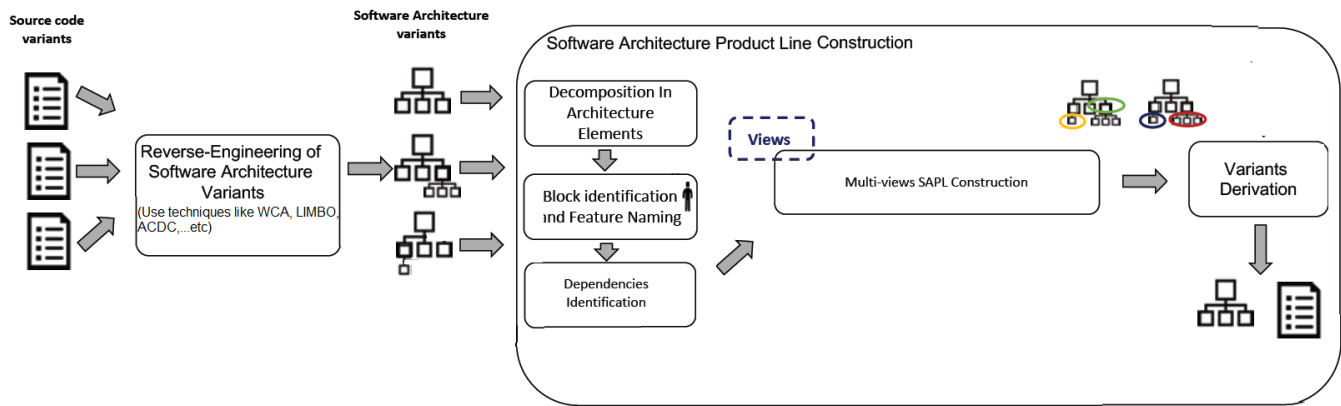 Source code
variants
Software Architecture
variants
Software Architecture Product Line Construction
Reverse-Engineering of
Software Architecture
Variants
(Use techniques like WCA, LIMBO,
ACDC,...etc)
Decomposition In
Architecture
Elements
Block identification
and Feature Naming
Dependencies
Identification
Views
Multi-views SAPL Construction
Variants
Derivation